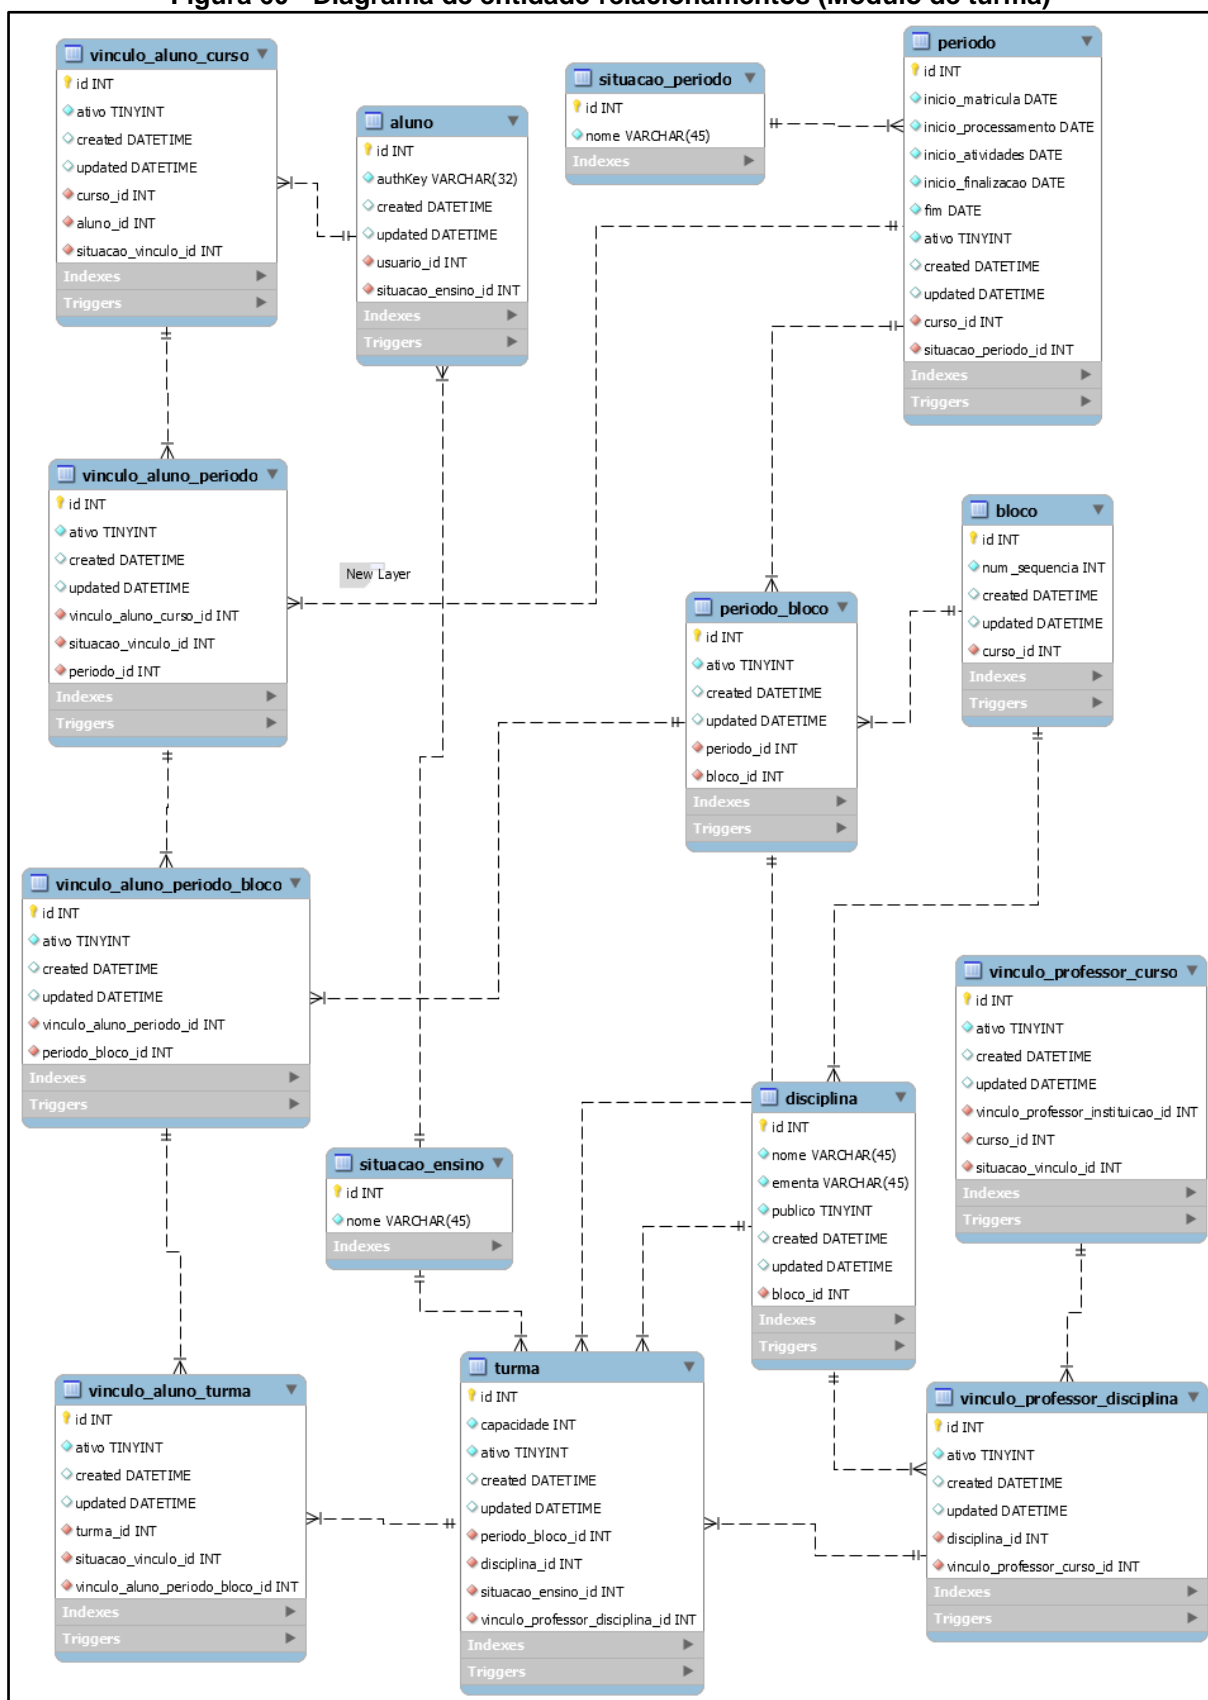 Figura 60 - Diagrama de entidade relacionamentos (Módulo de turma)
vinculo_aluno_curso
id INT
ativo TINYINT
created DATETIME
updated DATETIME
curso_id INT
aluno_id INT
situacao_vinculo_id INT
Indexes
Triggers
aluno
id INT
authKey VARCHAR(32)
created DATETIME
updated DATETIME
usuario_id INT
situacao_ensino_id INT
Indexes
Triggers
situacao_periodo
id INT
nome VARCHAR(45)
Indexes
periodo
id INT
inicio_matricula DATE
inicio_processamento DATE
inicio_atividades DATE
inicio_finalizacao DATE
fim DATE
ativo TINYINT
created DATETIME
updated DATETIME
curso_id INT
situacao_periodo_id INT
Indexes
Triggers
vinculo_aluno_periodo
id INT
ativo TINYINT
created DATETIME
updated DATETIME
vinculo_aluno_curso_id INT
situacao_vinculo_id INT
periodo_id INT
Indexes
Triggers
New Layer
periodo_bloco
id INT
ativo TINYINT
created DATETIME
updated DATETIME
periodo_id INT
bloco_id INT
Indexes
Triggers
bloco
id INT
num_sequencia INT
created DATETIME
updated DATETIME
curso_id INT
Indexes
Triggers
vinculo_aluno_periodo_bloco
id INT
ativo TINYINT
created DATETIME
updated DATETIME
vinculo_aluno_periodo_id INT
periodo_bloco_id INT
Indexes
Triggers
situacao_ensino
id INT
nome VARCHAR(45)
Indexes
disciplina
id INT
nome VARCHAR(45)
ementa VARCHAR(45)
publico TINYINT
created DATETIME
updated DATETIME
bloco_id INT
Indexes
Triggers
vinculo_professor_curso
id INT
ativo TINYINT
created DATETIME
updated DATETIME
vinculo_professor_instituicao_id INT
curso_id INT
situacao_vinculo_id INT
Indexes
Triggers
vinculo_aluno_turma
id INT
ativo TINYINT
created DATETIME
updated DATETIME
turma_id INT
situacao_vinculo_id INT
vinculo_aluno_periodo_bloco_id INT
Indexes
Triggers
turma
id INT
capacidade INT
ativo TINYINT
created DATETIME
updated DATETIME
periodo_bloco_id INT
disciplina_id INT
situacao_ensino_id INT
vinculo_professor_disciplina_id INT
Indexes
Triggers
vinculo_professor_disciplina
id INT
ativo TINYINT
created DATETIME
updated DATETIME
disciplina_id INT
vinculo_professor_curso_id INT
Indexes
Triggers